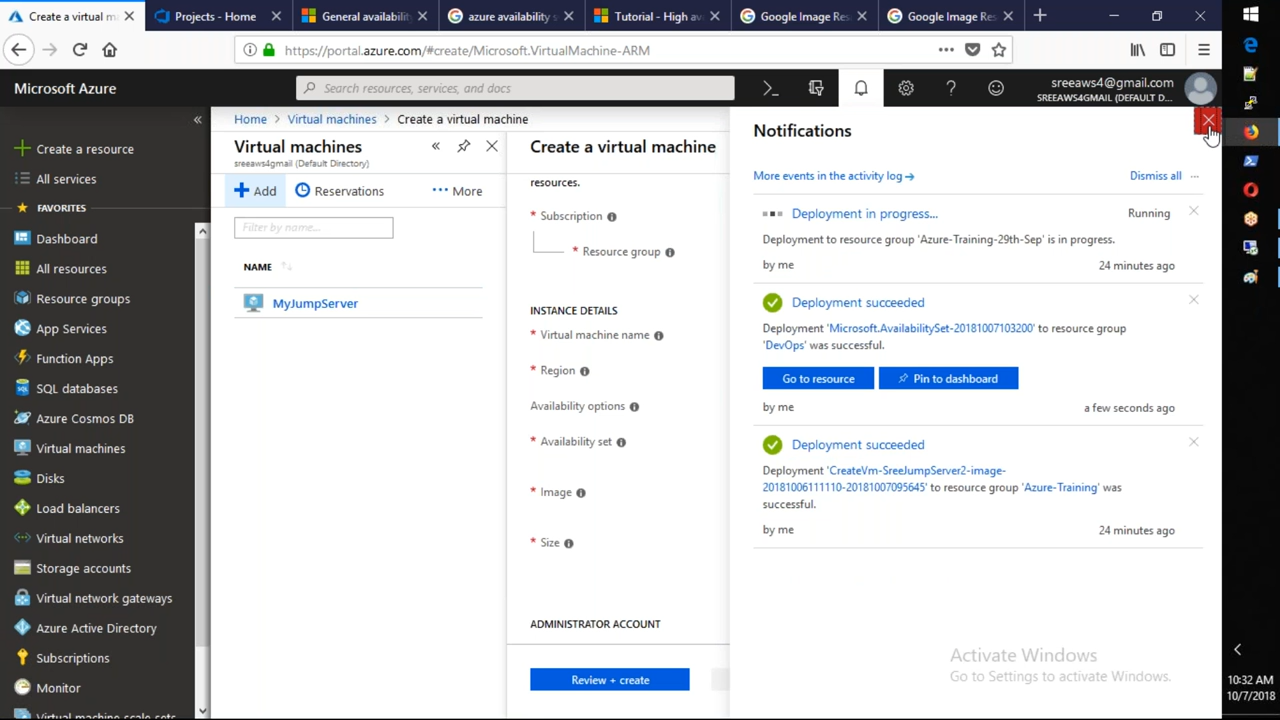 Create a virtual ma
Projects - Home
General availability
azure availability s
Tutorial - High av
Google Image Res
Google Image Res
https://portal.azure.com/#create/Microsoft.VirtualMachine-ARM
Microsoft Azure
Search resources, services, and docs
sreeaws4@gmail.com
SREEAWS4GMAIL (DEFAULT D...
Create a resource
All services
FAVORITES
Dashboard
All resources
Resource groups
App Services
Function Apps
SQL databases
Azure Cosmos DB
Virtual machines
Disks
Load balancers
Virtual networks
Storage accounts
Virtual network gateways
Azure Active Directory
Subscriptions
Monitor
Virtual machine scale sets
Home > Virtual machines > Create a virtual machine
Virtual machines
sreeaws4gmail (Default Directory)
Add
Reservations
More
Filter by name...
NAME
MyJumpServer
Create a virtual machine
resources.
* Subscription
* Resource group
INSTANCE DETAILS
* Virtual machine name
* Region
Availability options
* Availability set
* Image
* Size
ADMINISTRATOR ACCOUNT
Review + create
Notifications
More events in the activity log →
Dismiss all
Deployment in progress...
Running
Deployment to resource group 'Azure-Training-29th-Sep' is in progress.
by me
24 minutes ago
Deployment succeeded
Deployment 'Microsoft.AvailabilitySet-20181007103200' to resource group
'DevOps' was successful.
Go to resource
Pin to dashboard
by me
a few seconds ago
Deployment succeeded
Deployment 'CreateVm-SreeJumpServer2-image-
20181006111110-20181007095645' to resource group 'Azure-Training' was
successful.
by me
24 minutes ago
Activate Windows
Go to Settings to activate Windows.
10:32 AM
10/7/2018